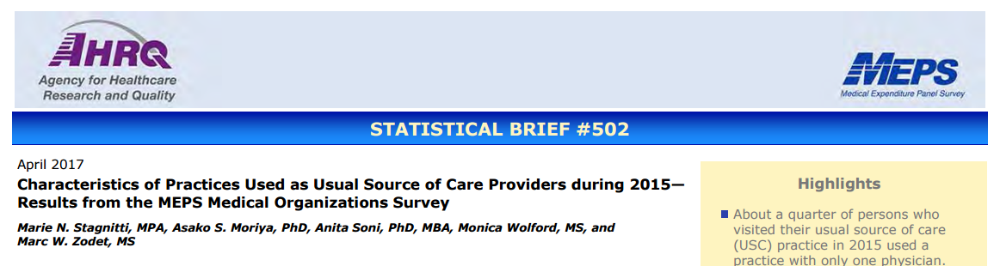 AHRQ
Agency for Healthcare
Research and Quality
MEPS
Medical Expenditure Panel Survey
STATISTICAL BRIEF #502
April 2017
Characteristics of Practices Used as Usual Source of Care Providers during 2015—
Results from the MEPS Medical Organizations Survey
Marie N. Stagnitti, MPA, Asako S. Moriya, PhD, Anita Soni, PhD, MBA, Monica Wolford, MS, and
Marc W. Zodet, MS
Highlights
About a quarter of persons who
visited their usual source of care
(USC) practice in 2015 used a
practice with only one physician.